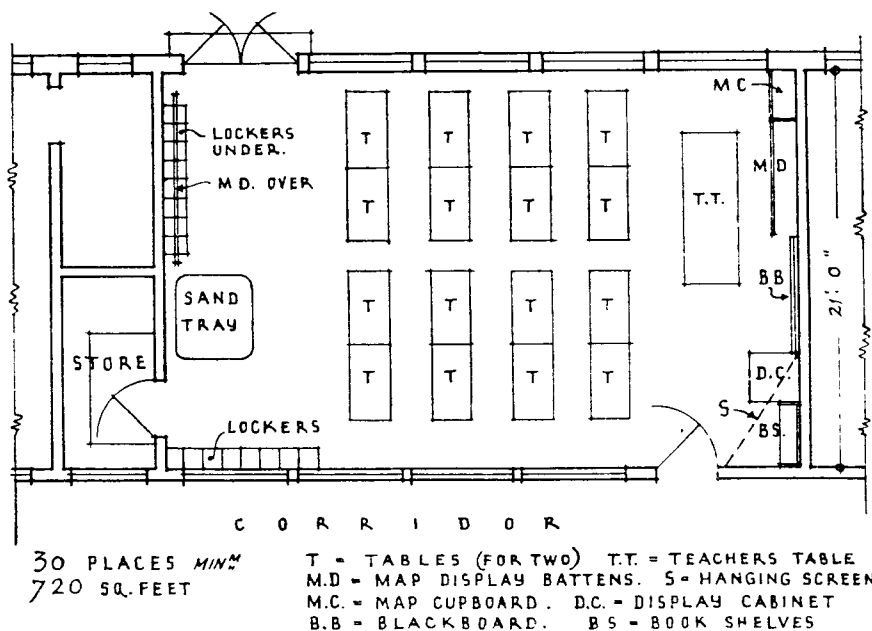 M C
LOCKERS
UNDER.
M.D. OVER
T T T T
M D
T T T T
T.T.
BB
21'. 0"
SAND
TRAY
T T T T
STORE
T T T T
D.C.
S
BS.
LOCKERS
CORRIDOR
30 PLACES MINM
720 SQ. FEET
T = TABLES (FOR TWO) T.T. = TEACHERS TABLE
M.D = MAP DISPLAY BATTENS. S = HANGING SCREEN
M.C. = MAP CUPBOARD. D.C. = DISPLAY CABINET
B.B = BLACKBOARD. BS = BOOK SHELVES